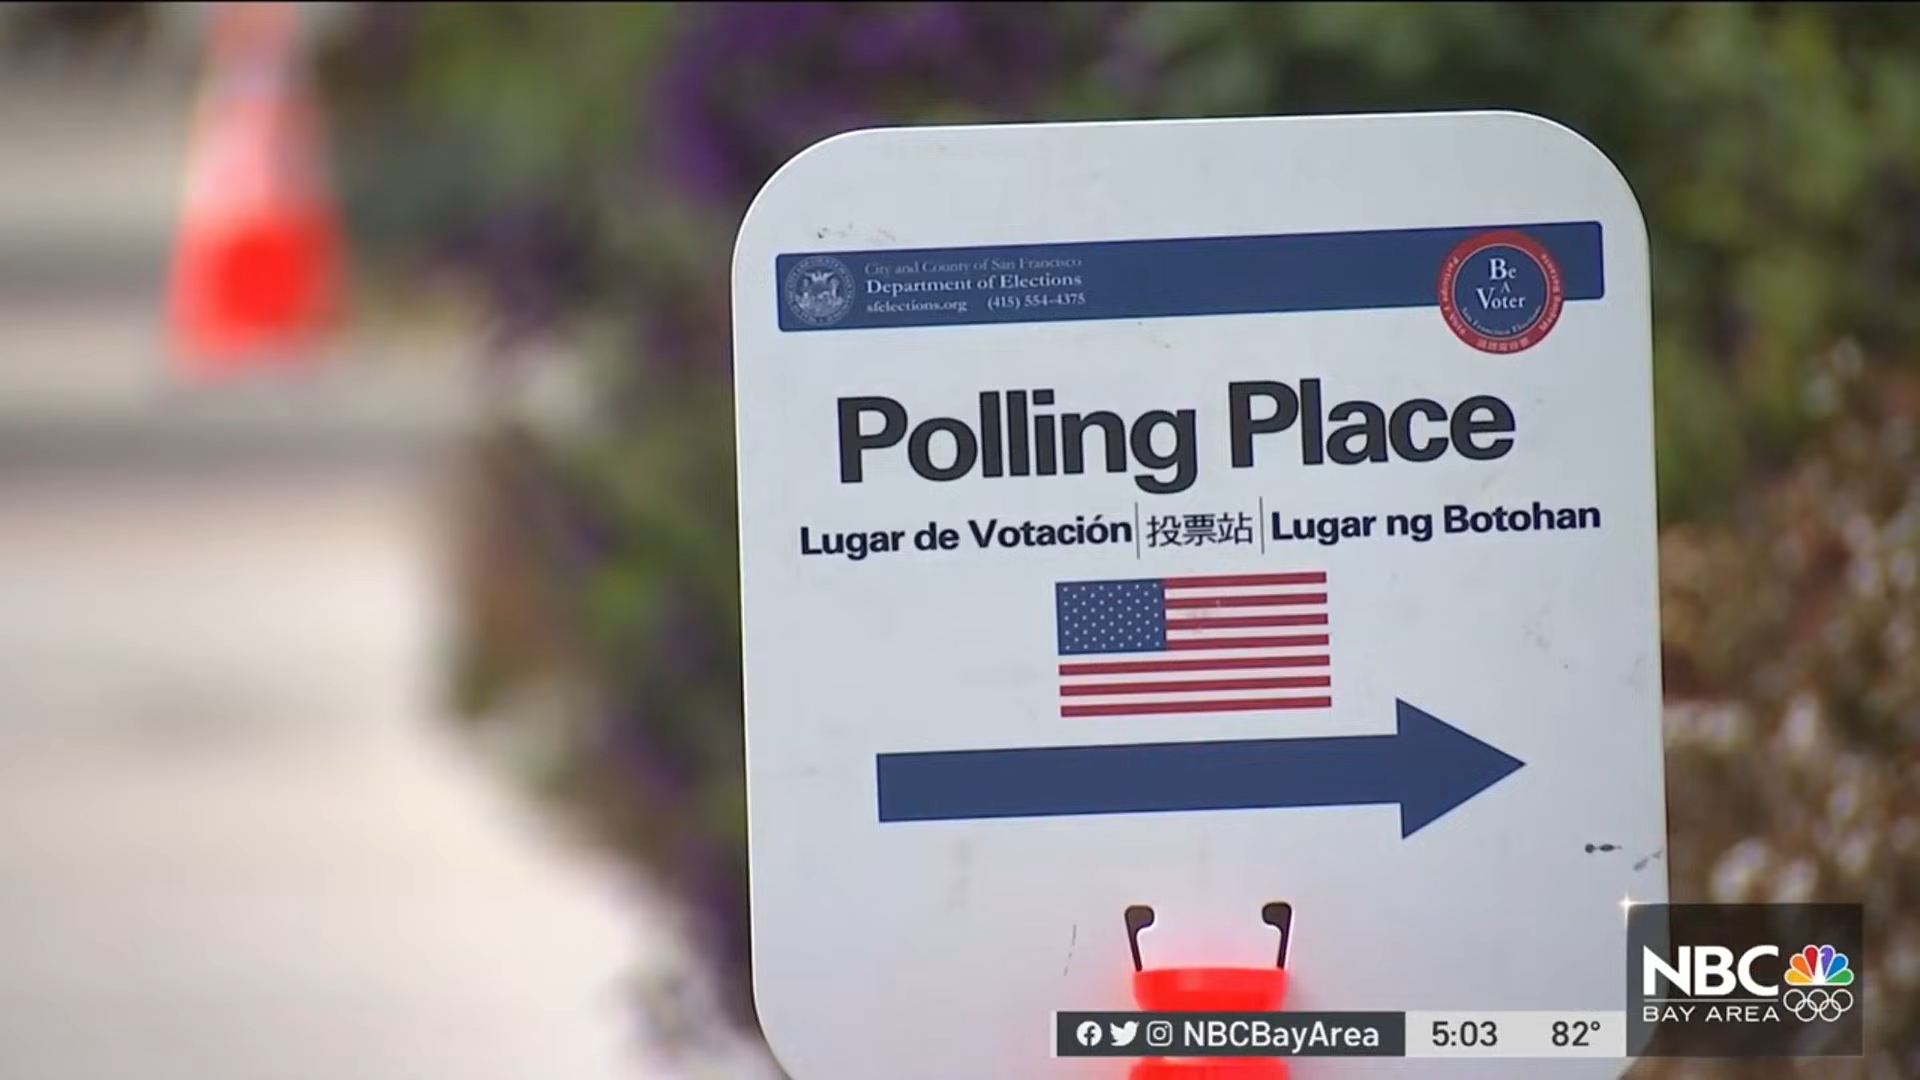 City and County of San Francisco
Department of Elections
sfelections.org (415) 554-4375
Be
A
Voter
Polling Place
Lugar de Votación | 投票站 | Lugar ng Botohan
NBC
BAY AREA
NBCBayArea 5:03 82°